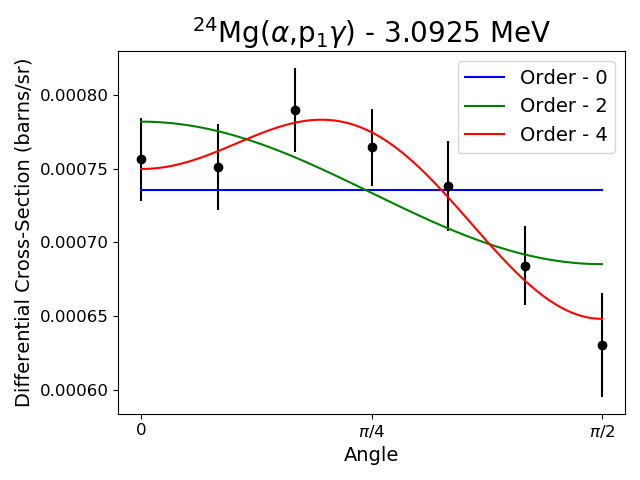 ²⁴Mg(α,p₁γ) - 3.0925 MeV
Differential Cross-Section (barns/sr)
0.00080
0.00075
0.00070
0.00065
0.00060
Order - 0
Order - 2
Order - 4
0
π/4
π/2
Angle